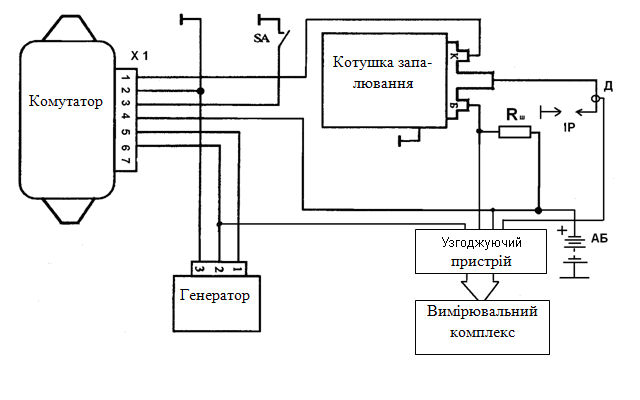 SA
X 1
Котушка запа-
лювання
К
Б
Комутатор
1
2
3
4
5
6
7
Д
Rш
1Р
+
АБ
Узгоджуючий
пристрій
3 2 1
Генератор
Вимірювальний
комплекс